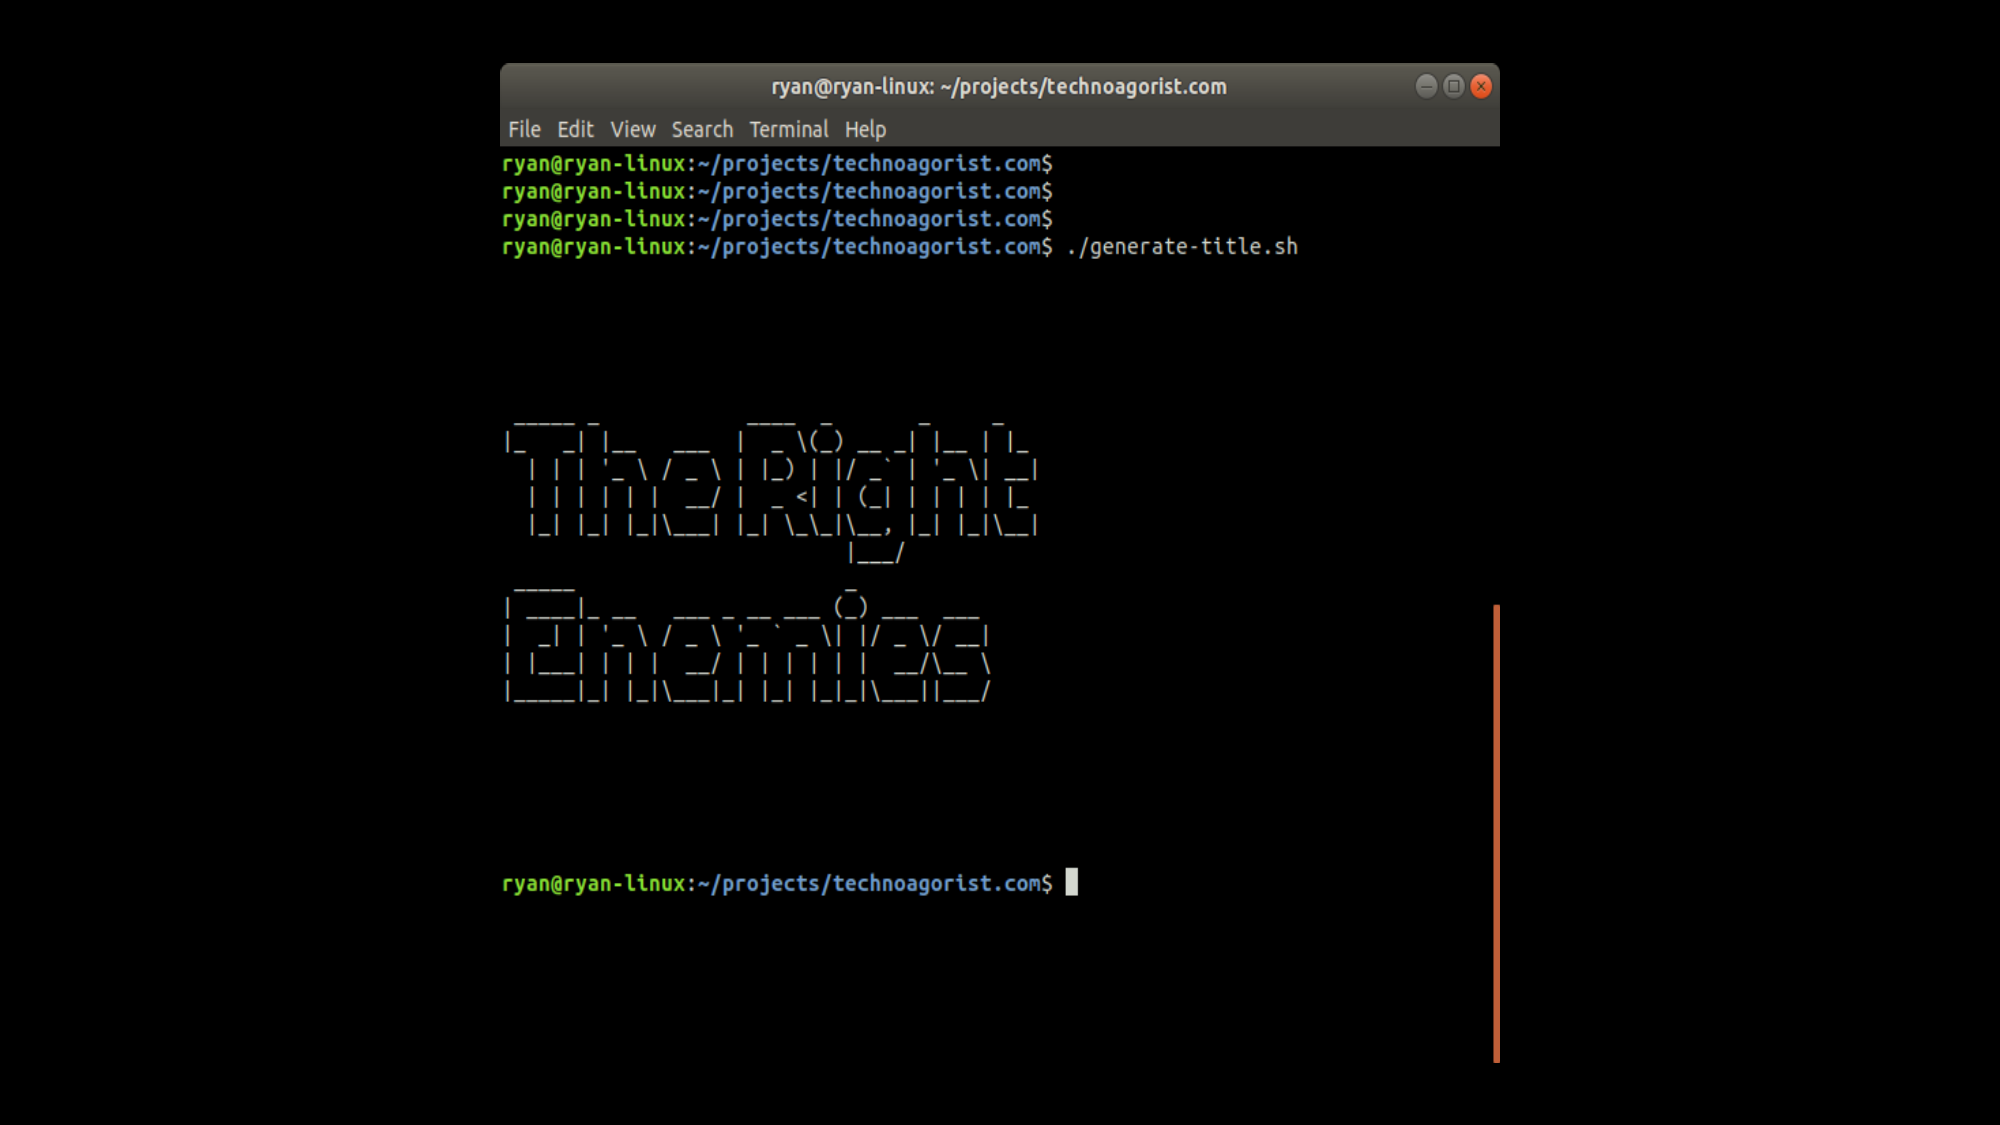 ryan@ryan-linux: ~/projects/technoagorist.com
File Edit View Search Terminal Help
ryan@ryan-linux:~/projects/technoagorist.com$
ryan@ryan-linux:~/projects/technoagorist.com$
ryan@ryan-linux:~/projects/technoagorist.com$
ryan@ryan-linux:~/projects/technoagorist.com$ ./generate-title.sh
The Right
Enemies
ryan@ryan-linux:~/projects/technoagorist.com$